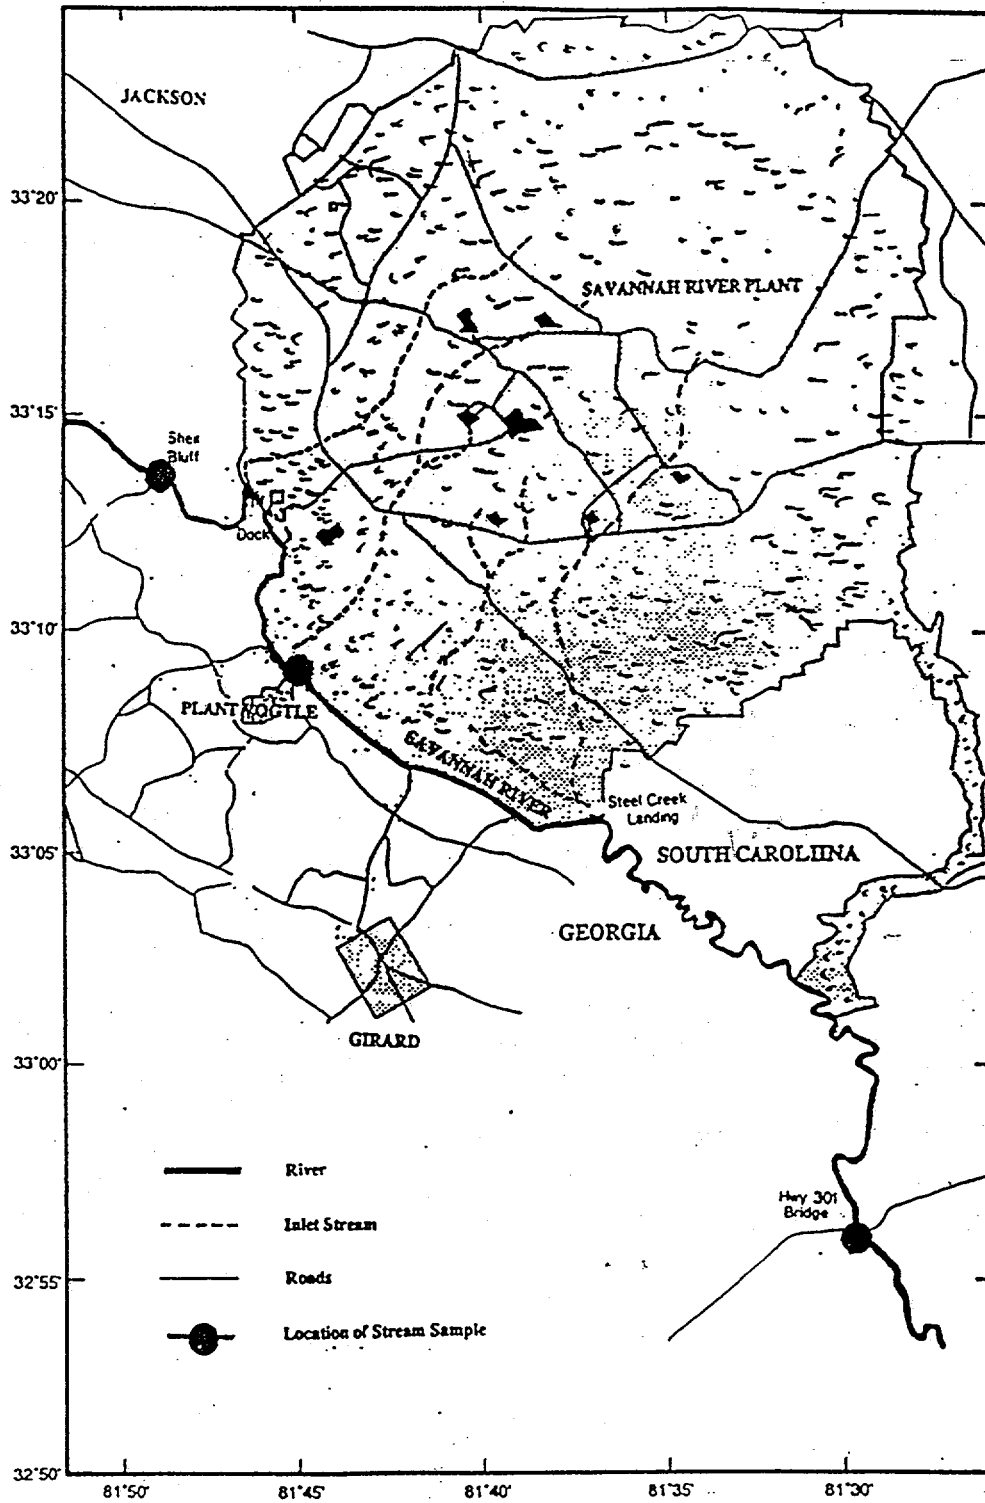 JACKSON
33°20'
SAVANNAH RIVER PLANT
33°15'
Shell
Bluff
Dock
33°10'
PLANT VOGTLE
SAVANNAH RIVER
Steel Creek
Landing
33°05'
SOUTH CAROLIINA
GEORGIA
GIRARD
33°00'
River
Hwy 301
Bridge
Inlet Stream
32°55'
Roads
Location of Stream Sample
32°50'
81°50'
81°45'
81°40'
81°35'
81°30'